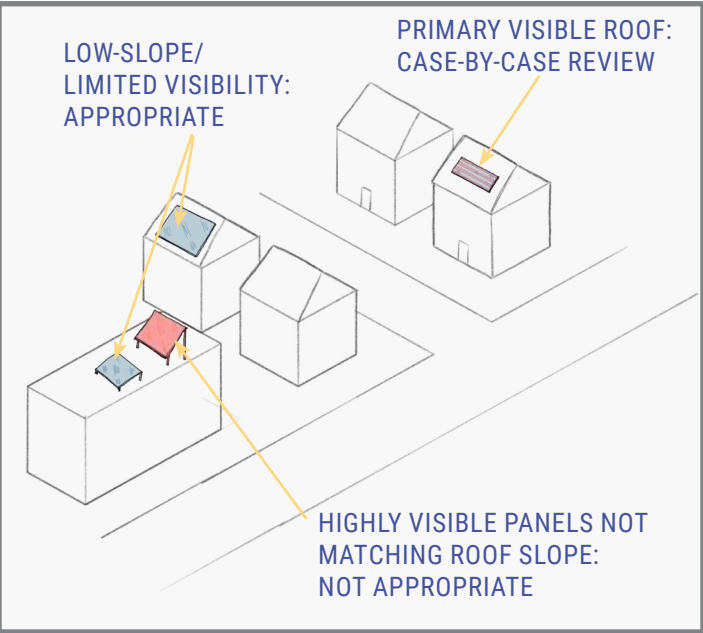 LOW-SLOPE/
LIMITED VISIBILITY:
APPROPRIATE
PRIMARY VISIBLE ROOF:
CASE-BY-CASE REVIEW
HIGHLY VISIBLE PANELS NOT
MATCHING ROOF SLOPE:
NOT APPROPRIATE